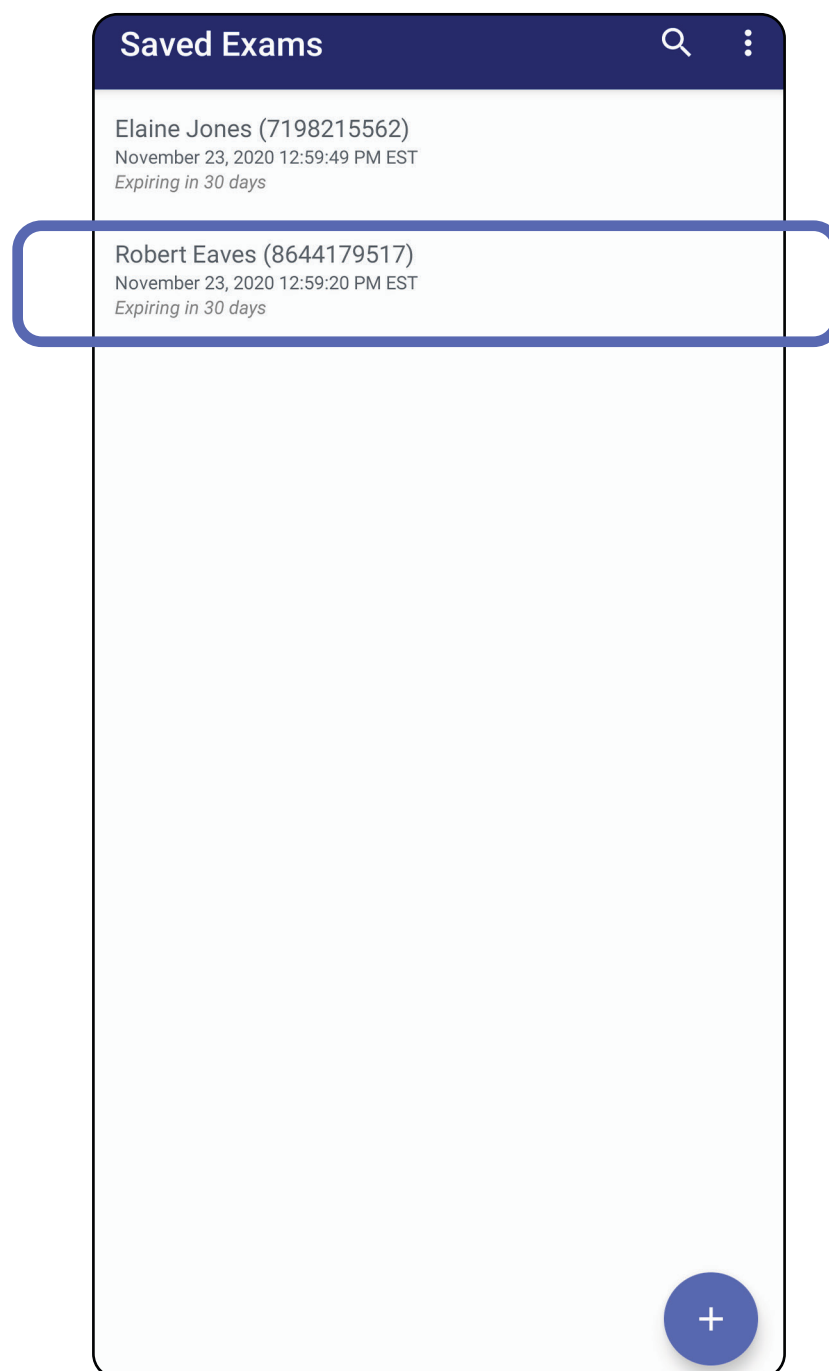 Saved Exams
Elaine Jones (7198215562)
November 23, 2020 12:59:49 PM EST
Expiring in 30 days
Robert Eaves (8644179517)
November 23, 2020 12:59:20 PM EST
Expiring in 30 days
+